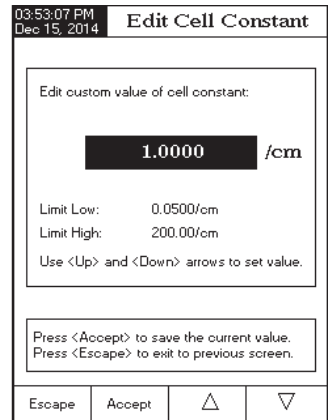 03:53:07 PM
Dec 15, 2014
Edit Cell Constant
Edit custom value of cell constant:
1.0000 /cm
Limit Low: 0.0500/cm
Limit High: 200.00/cm
Use <Up> and <Down> arrows to set value.
Press <Accept> to save the current value.
Press <Escape> to exit to previous screen.
Escape Accept △ ▽